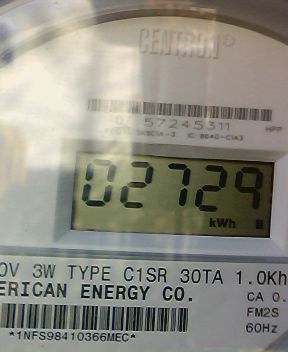 CENTRON®
57245311
HPP
02729
kWh
0V 3W TYPE C1SR 30TA 1.0Kh
ERICAN ENERGY CO.
CA 0.
FM2S
60Hz
*1NFS98410366MEC*